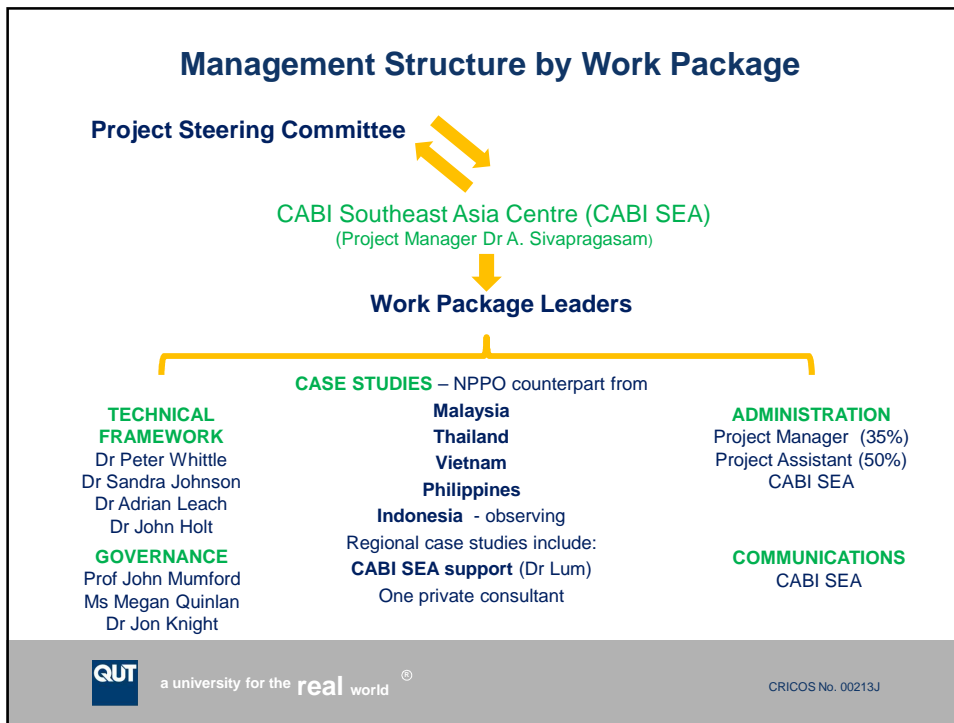 Management Structure by Work Package
Project Steering Committee
CABI Southeast Asia Centre (CABI SEA)
(Project Manager Dr A. Sivapragasam)
Work Package Leaders
TECHNICAL
FRAMEWORK
Dr Peter Whittle
Dr Sandra Johnson
Dr Adrian Leach
Dr John Holt
GOVERNANCE
Prof John Mumford
Ms Megan Quinlan
Dr Jon Knight
CASE STUDIES – NPPO counterpart from
Malaysia
Thailand
Vietnam
Philippines
Indonesia - observing
Regional case studies include:
CABI SEA support (Dr Lum)
One private consultant
ADMINISTRATION
Project Manager (35%)
Project Assistant (50%)
CABI SEA
COMMUNICATIONS
CABI SEA
QUT
a university for the real world ®
CRICOS No. 00213J